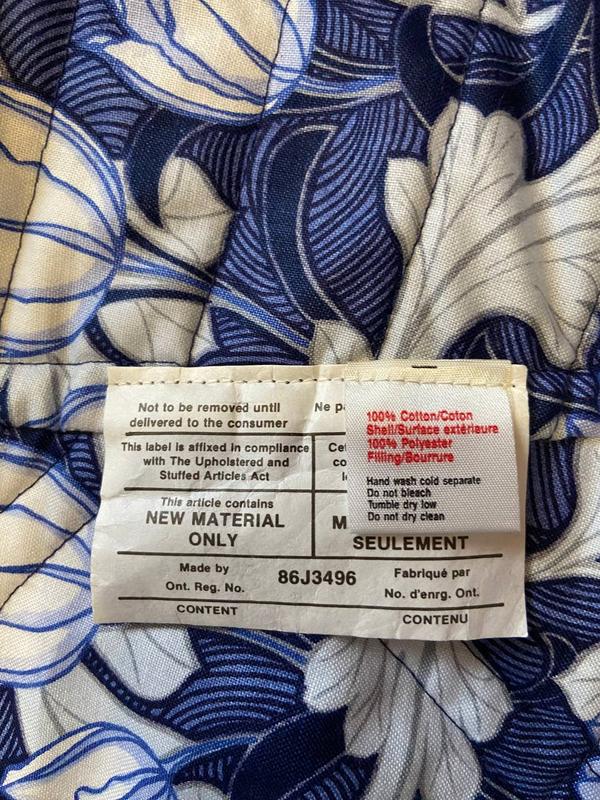 Not to be removed until
delivered to the consumer
Ne
This label is affixed in compliance
with The Upholstered and
Stuffed Articles Act
This article contains
NEW MATERIAL
ONLY
SEULEMENT
100% Cotton/Coton
Shell/Surface extérieure
100% Polyester
Filling/Bourrure
Hand wash cold separate
Do not bleach
Tumble dry low
Do not dry clean
Made by
Ont. Reg. No.
86J3496
Fabriqué par
No. d'enrg. Ont.
CONTENT
CONTENU